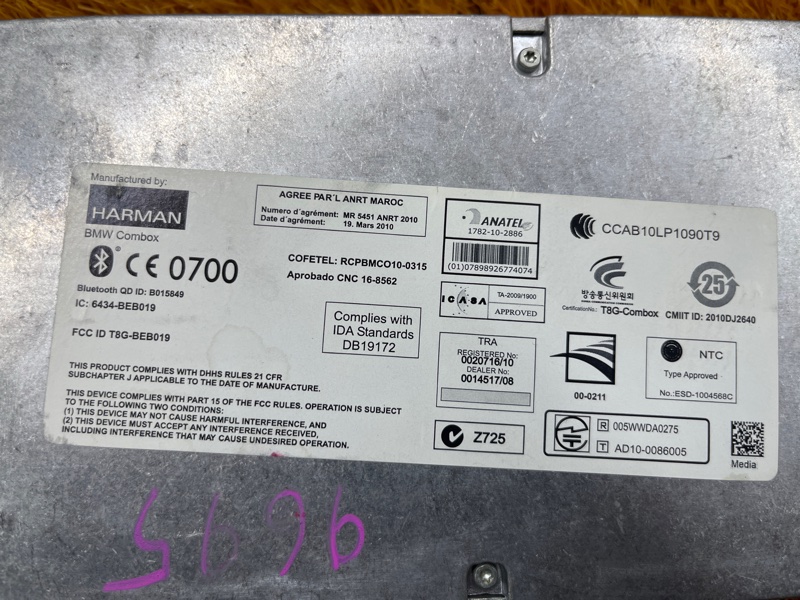 Manufactured by:
HARMAN
BMW Combox
CE 0700
Bluetooth QD ID: B015849
IC: 6434-BEB019
FCC ID T8G-BEB019
THIS PRODUCT COMPLIES WITH DHHS RULES 21 CFR
SUBCHAPTER J APPLICABLE TO THE DATE OF MANUFACTURE.
THIS DEVICE COMPLIES WITH PART 15 OF THE FCC RULES. OPERATION IS SUBJECT
TO THE FOLLOWING TWO CONDITIONS:
(1) THIS DEVICE MAY NOT CAUSE HARMFUL INTERFERENCE, AND
(2) THIS DEVICE MUST ACCEPT ANY INTERFERENCE RECEIVED,
INCLUDING INTERFERENCE THAT MAY CAUSE UNDESIRED OPERATION.
AGREE PAR'L ANRT MAROC
Numero d´agrément: MR 5451 ANRT 2010
Date d´agrément: 19. Mars 2010
COFETEL: RCPBMCO10-0315
Aprobado CNC 16-8562
Complies with
IDA Standards
DB19172
ANATEL
1782-10-2886
(01)07898926774074
ICASA
TA-2009/1900
APPROVED
TRA
REGISTERED No:
0020716/10
DEALER No:
0014517/08
Z725
CCAB10LP1090T9
방송통신위원회
CertificationNo.: T8G-Combox
25
CMIIT ID: 2010DJ2640
00-0211
NTC
Type Approved
No.:ESD-1004568C
R 005WWDA0275
T AD10-0086005
Media
5696